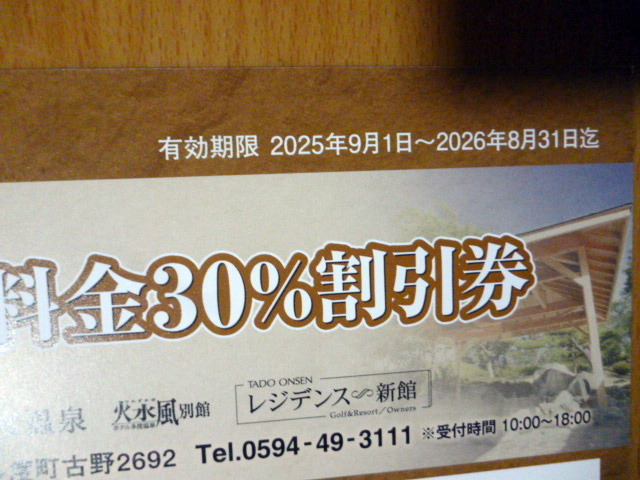 有効期限 2025年9月1日～2026年8月31日迄
料金30%割引券
温泉 火水風別館 TADO ONSEN レジデンス∽新館 Golf&Resort/Owners
度町古野2692 Tel.0594-49-3111 ※受付時間 10:00～18:00